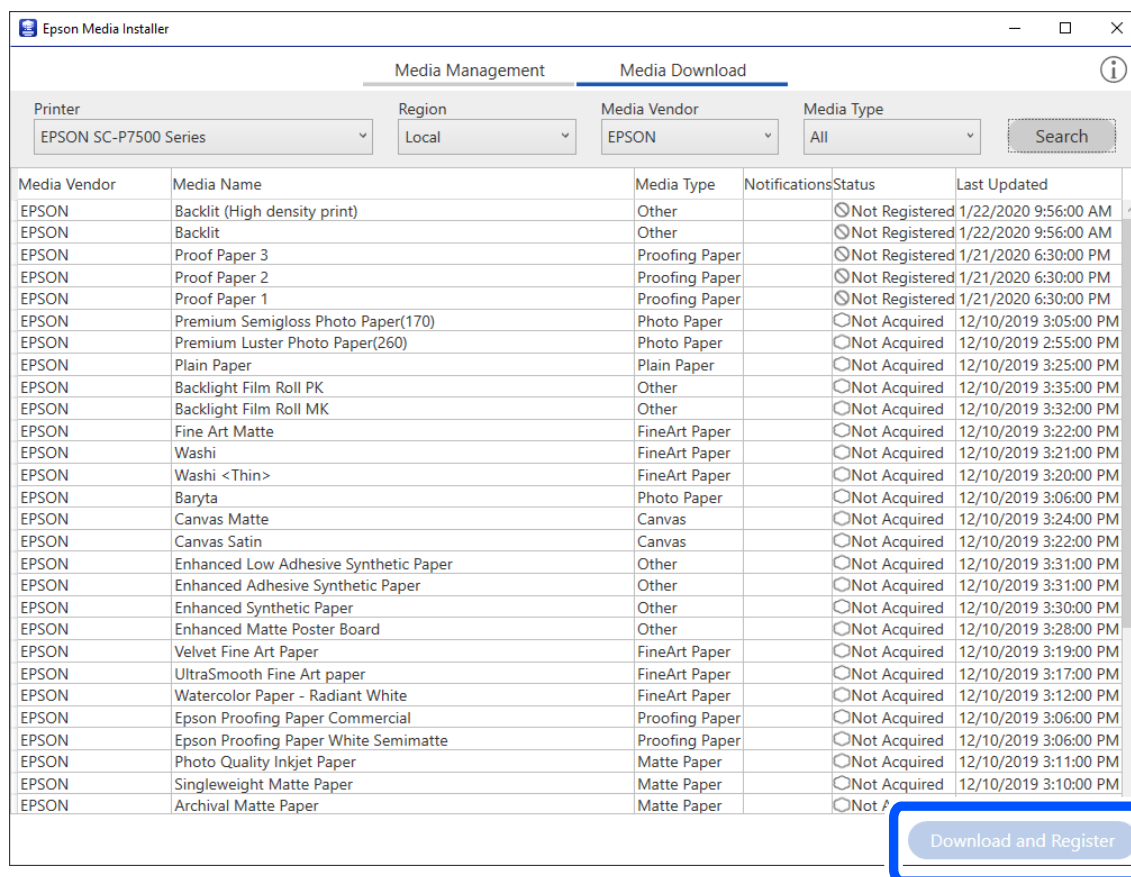 Epson Media Installer
Media Management Media Download
Printer Region Media Vendor Media Type
EPSON SC-P7500 Series Local EPSON All Search
Media Vendor Media Name Media Type Notifications Status Last Updated
EPSON Backlit (High density print) Other Not Registered 1/22/2020 9:56:00 AM
EPSON Backlit Other Not Registered 1/22/2020 9:56:00 AM
EPSON Proof Paper 3 Proofing Paper Not Registered 1/21/2020 6:30:00 PM
EPSON Proof Paper 2 Proofing Paper Not Registered 1/21/2020 6:30:00 PM
EPSON Proof Paper 1 Proofing Paper Not Registered 1/21/2020 6:30:00 PM
EPSON Premium Semigloss Photo Paper(170) Photo Paper Not Acquired 12/10/2019 3:05:00 PM
EPSON Premium Luster Photo Paper(260) Photo Paper Not Acquired 12/10/2019 2:55:00 PM
EPSON Plain Paper Plain Paper Not Acquired 12/10/2019 3:25:00 PM
EPSON Backlight Film Roll PK Other Not Acquired 12/10/2019 3:35:00 PM
EPSON Backlight Film Roll MK Other Not Acquired 12/10/2019 3:32:00 PM
EPSON Fine Art Matte FineArt Paper Not Acquired 12/10/2019 3:22:00 PM
EPSON Washi FineArt Paper Not Acquired 12/10/2019 3:21:00 PM
EPSON Washi <Thin> FineArt Paper Not Acquired 12/10/2019 3:20:00 PM
EPSON Baryta Photo Paper Not Acquired 12/10/2019 3:06:00 PM
EPSON Canvas Matte Canvas Not Acquired 12/10/2019 3:24:00 PM
EPSON Canvas Satin Canvas Not Acquired 12/10/2019 3:22:00 PM
EPSON Enhanced Low Adhesive Synthetic Paper Other Not Acquired 12/10/2019 3:31:00 PM
EPSON Enhanced Adhesive Synthetic Paper Other Not Acquired 12/10/2019 3:31:00 PM
EPSON Enhanced Synthetic Paper Other Not Acquired 12/10/2019 3:30:00 PM
EPSON Enhanced Matte Poster Board Other Not Acquired 12/10/2019 3:28:00 PM
EPSON Velvet Fine Art Paper FineArt Paper Not Acquired 12/10/2019 3:19:00 PM
EPSON UltraSmooth Fine Art paper FineArt Paper Not Acquired 12/10/2019 3:17:00 PM
EPSON Watercolor Paper - Radiant White FineArt Paper Not Acquired 12/10/2019 3:12:00 PM
EPSON Epson Proofing Paper Commercial Proofing Paper Not Acquired 12/10/2019 3:06:00 PM
EPSON Epson Proofing Paper White Semimatte Proofing Paper Not Acquired 12/10/2019 3:06:00 PM
EPSON Photo Quality Inkjet Paper Matte Paper Not Acquired 12/10/2019 3:11:00 PM
EPSON Singleweight Matte Paper Matte Paper Not Acquired 12/10/2019 3:10:00 PM
EPSON Archival Matte Paper Matte Paper Not
Download and Register